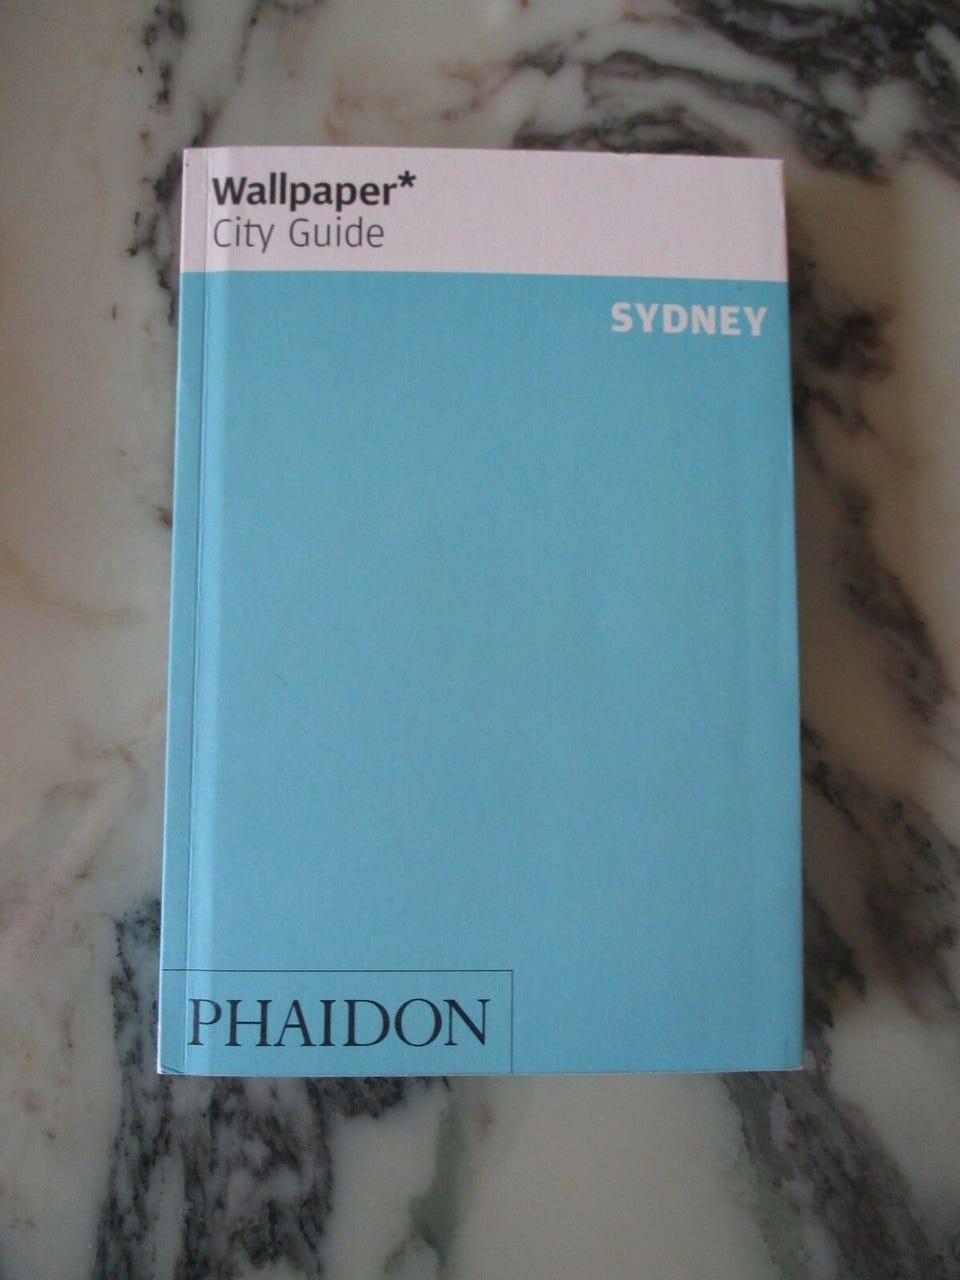 Wallpaper*
City Guide
SYDNEY
PHAIDON